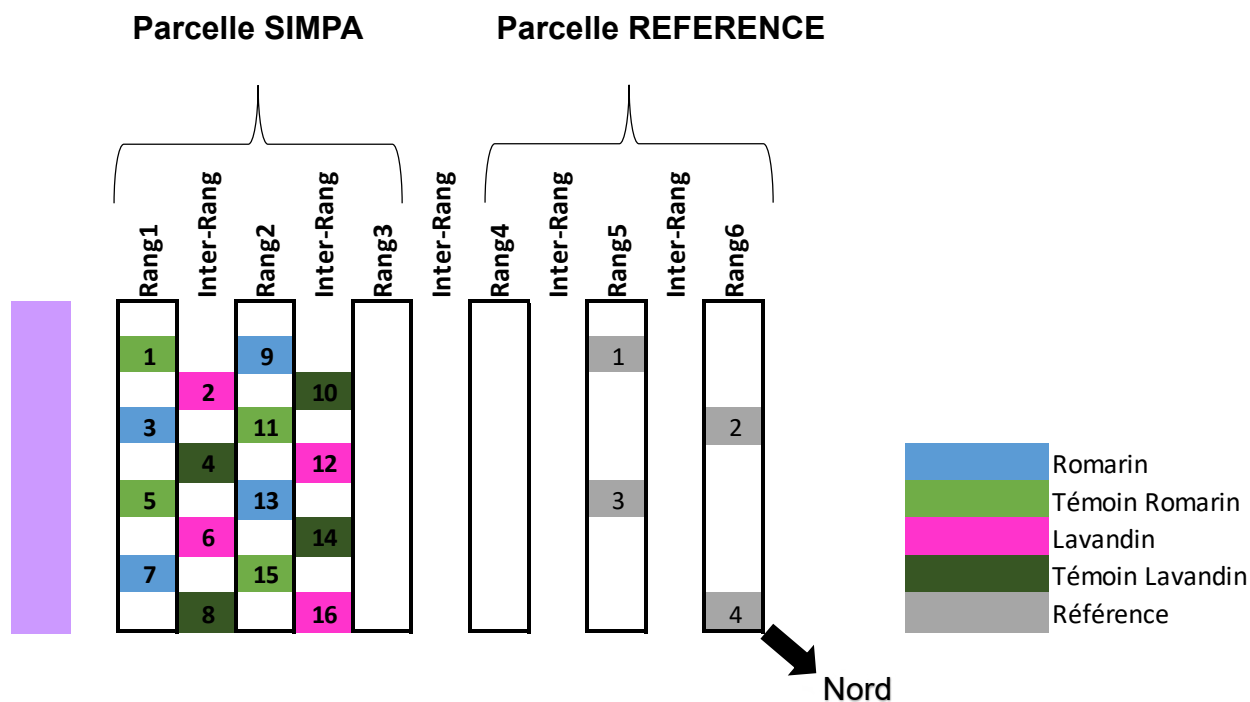 Parcelle SIMPA
Parcelle REFERENCE
Rang1
Inter-Rang
Rang2
Inter-Rang
Rang3
Inter-Rang
Rang4
Inter-Rang
Rang5
Inter-Rang
Rang6
1 9 1
2 10
3 11 2
4 12
5 13 3
6 14
7 15
8 16 4
Romarin
Témoin Romarin
Lavandin
Témoin Lavandin
Référence
Nord